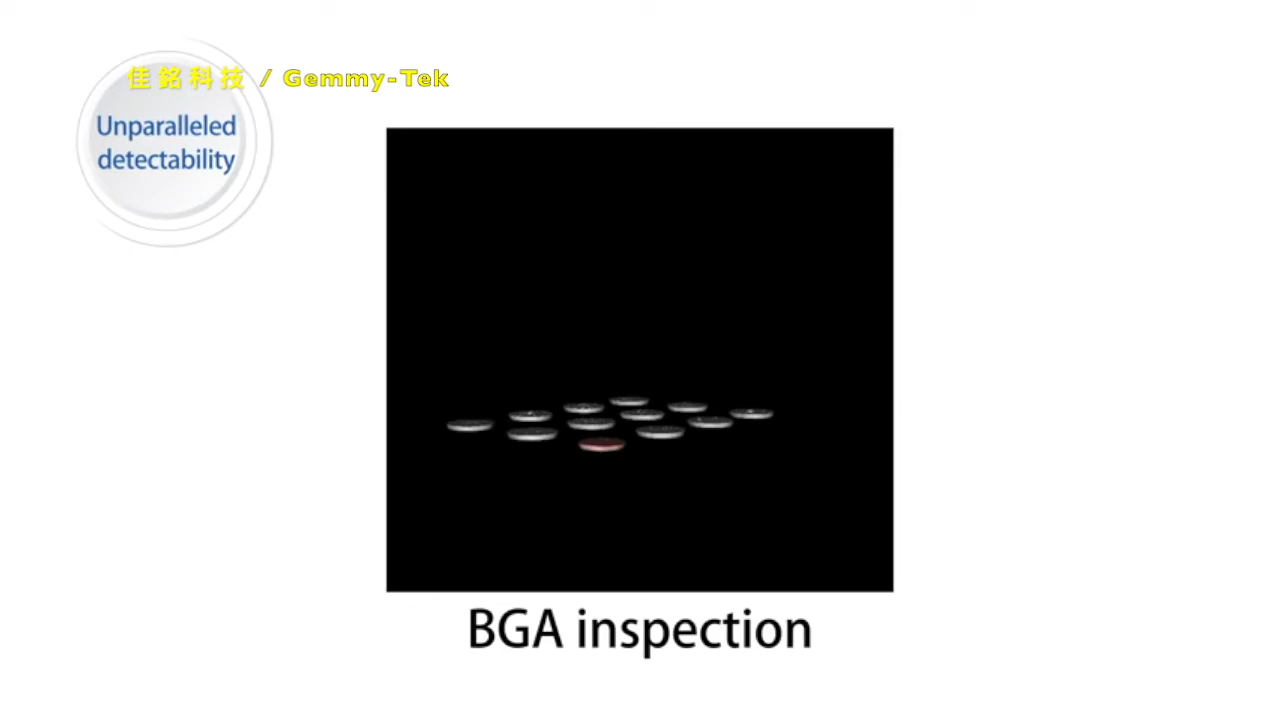 佳銘科技 / Gemmy-Tek
Unparalleled
detectability
BGA inspection